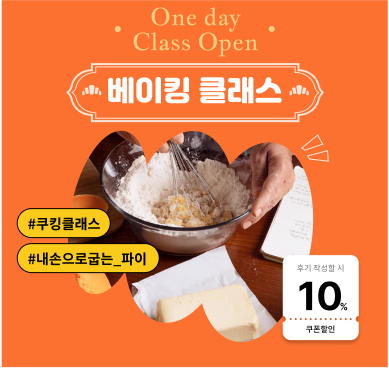 One day
Class Open
베이킹 클래스
#쿠킹클래스
#내손으로굽는_파이
후기 작성할 시
10%
쿠폰할인